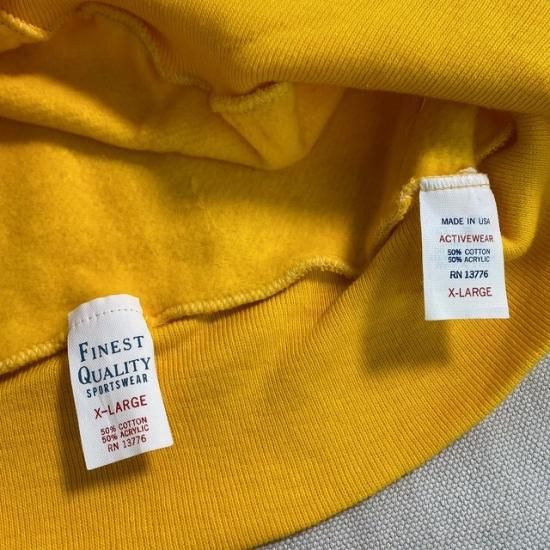 FINEST
QUALITY
SPORTSWEAR
X-LARGE
50% COTTON
50% ACRYLIC
RN 13776
MADE IN USA
ACTIVEWEAR
50% COTTON
50% ACRYLIC
RN 13776
X-LARGE